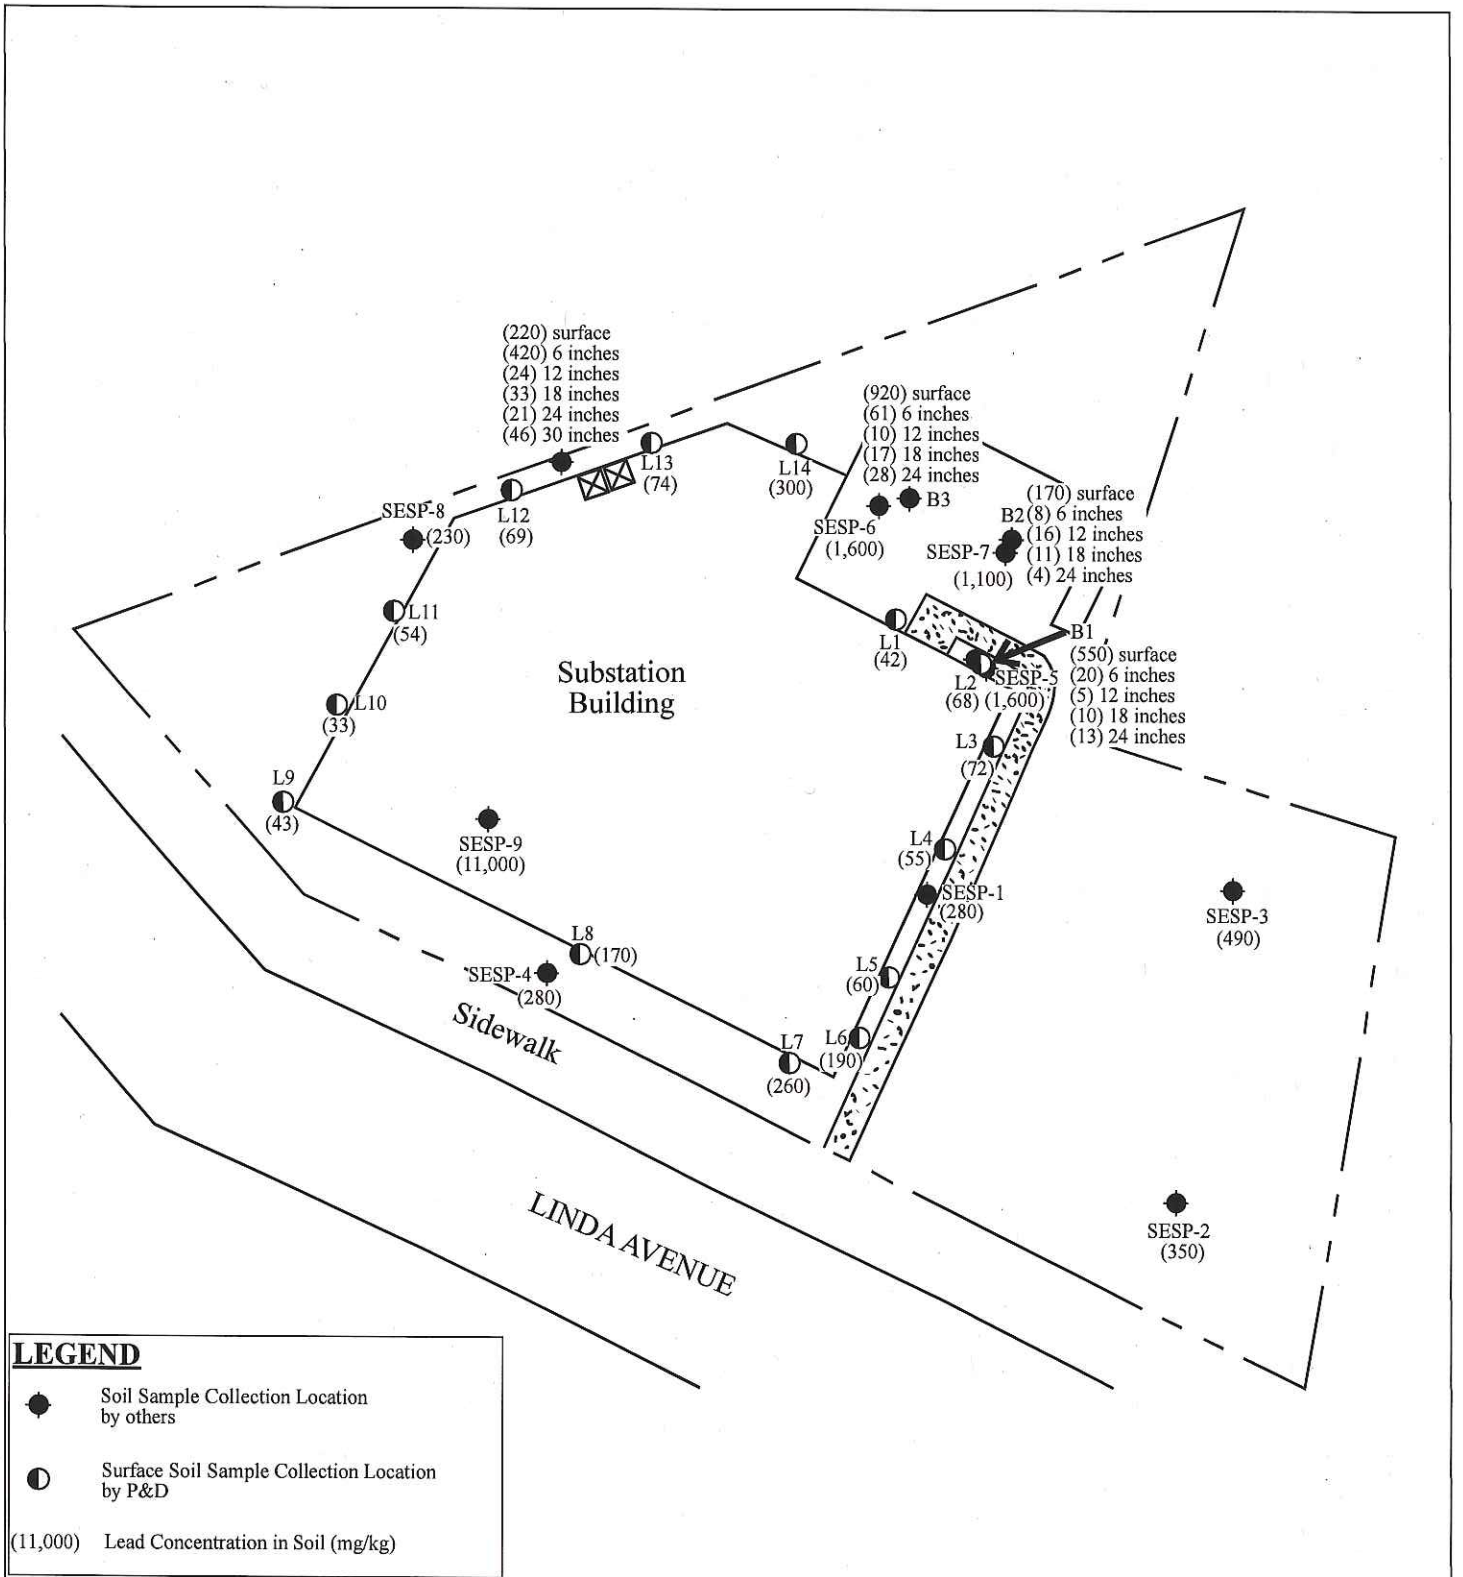 (220) surface
(420) 6 inches
(24) 12 inches
(33) 18 inches
(21) 24 inches
(46) 30 inches
(920) surface
(61) 6 inches
(10) 12 inches
(17) 18 inches
(28) 24 inches
L13
(74)
L14
(300)
B3
SESP-6
(1,600)
(170) surface
(8) 6 inches
(16) 12 inches
(11) 18 inches
(4) 24 inches
B2
SESP-7
(1,100)
SESP-8
(230)
L12
(69)
L11
(54)
L10
(33)
L9
(43)
Substation
Building
L1
(42)
B1
(550) surface
(20) 6 inches
(5) 12 inches
(10) 18 inches
(13) 24 inches
L2
(68)
SESP-5
(1,600)
L3
(72)
SESP-9
(11,000)
L4
(55)
SESP-1
(280)
SESP-3
(490)
L8
(170)
SESP-4
(280)
L5
(60)
L6
(190)
L7
(260)
Sidewalk
SESP-2
(350)
LINDA AVENUE
LEGEND
Soil Sample Collection Location
by others
Surface Soil Sample Collection Location
by P&D
(11,000) Lead Concentration in Soil (mg/kg)